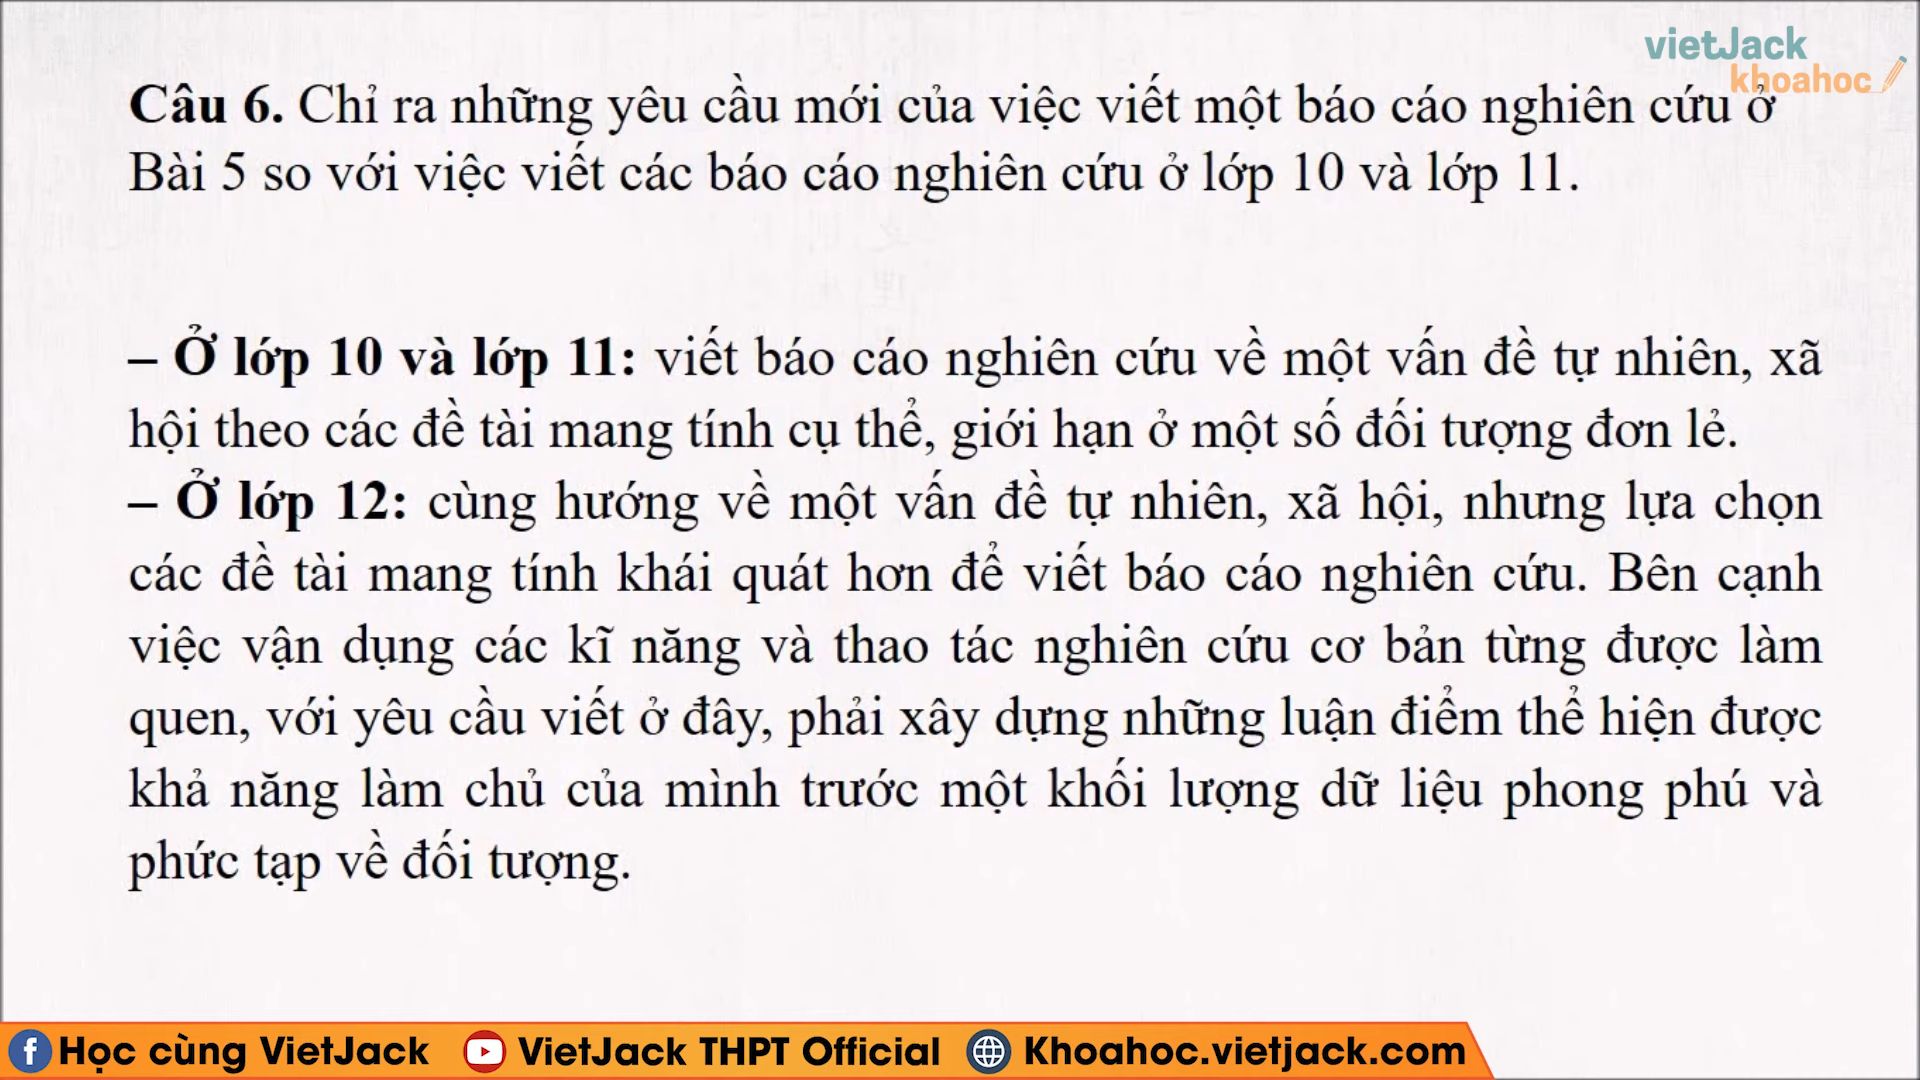 vietJack
khoahoc
Câu 6. Chỉ ra những yêu cầu mới của việc viết một báo cáo nghiên cứu ở
Bài 5 so với việc viết các báo cáo nghiên cứu ở lớp 10 và lớp 11.
– Ở lớp 10 và lớp 11: viết báo cáo nghiên cứu về một vấn đề tự nhiên, xã
hội theo các đề tài mang tính cụ thể, giới hạn ở một số đối tượng đơn lẻ.
– Ở lớp 12: cùng hướng về một vấn đề tự nhiên, xã hội, nhưng lựa chọn
các đề tài mang tính khái quát hơn để viết báo cáo nghiên cứu. Bên cạnh
việc vận dụng các kĩ năng và thao tác nghiên cứu cơ bản từng được làm
quen, với yêu cầu viết ở đây, phải xây dựng những luận điểm thể hiện được
khả năng làm chủ của mình trước một khối lượng dữ liệu phong phú và
phức tạp về đối tượng.
Học cùng VietJack VietJack THPT Official Khoahoc.vietjack.com